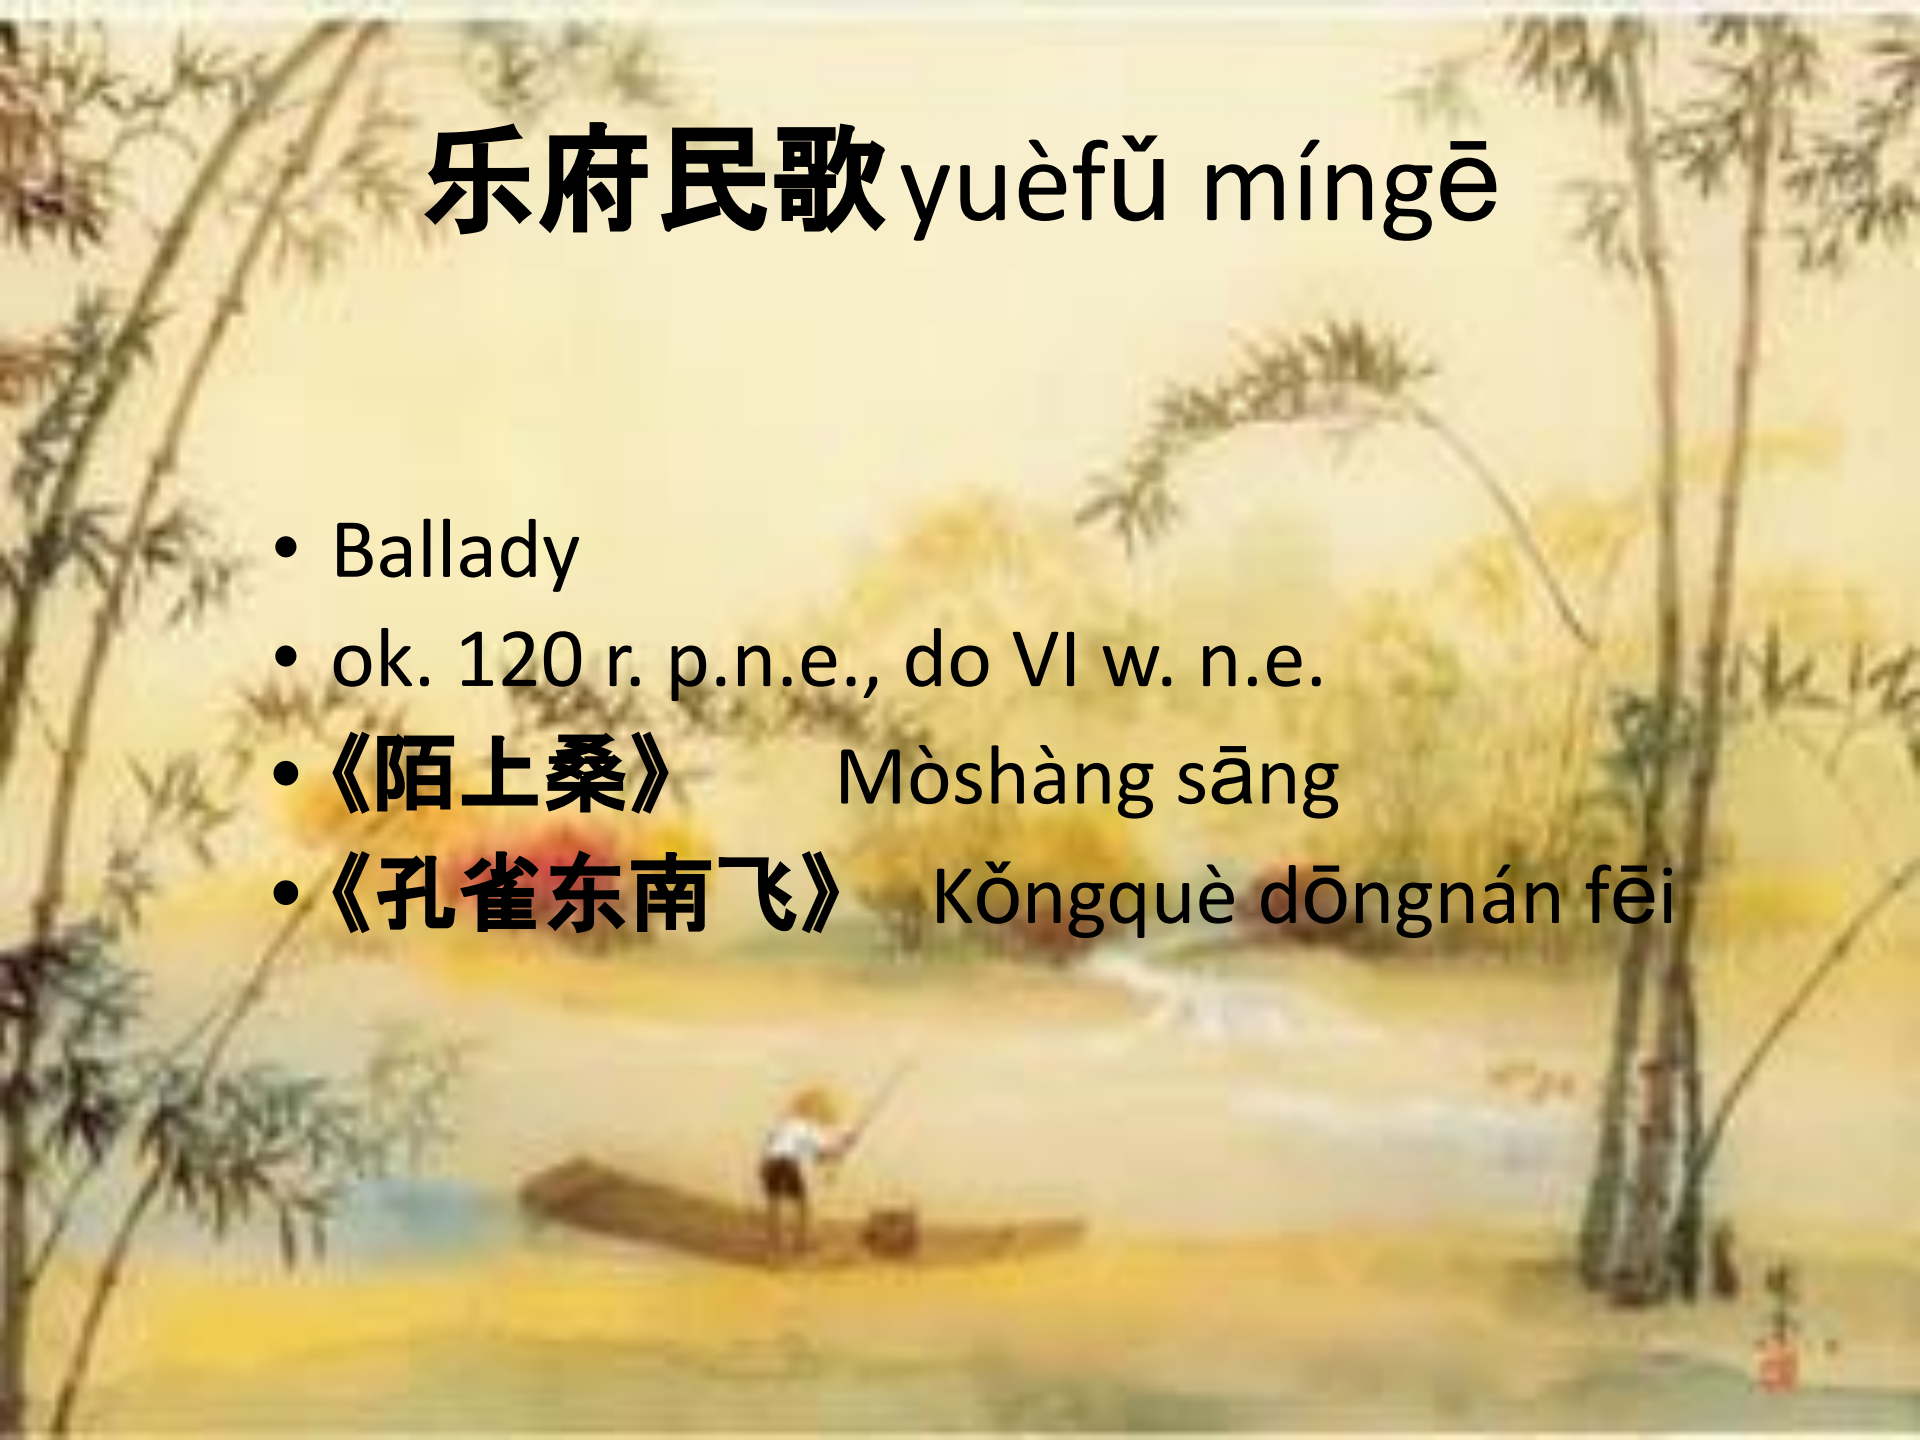 乐府民歌 yuèfǔ míngē
• Ballady
• ok. 120 r. p.n.e., do VI w. n.e.
• 《陌上桑》 Mòshàng sāng
• 《孔雀东南飞》 Kǒngquè dōngnán fēi